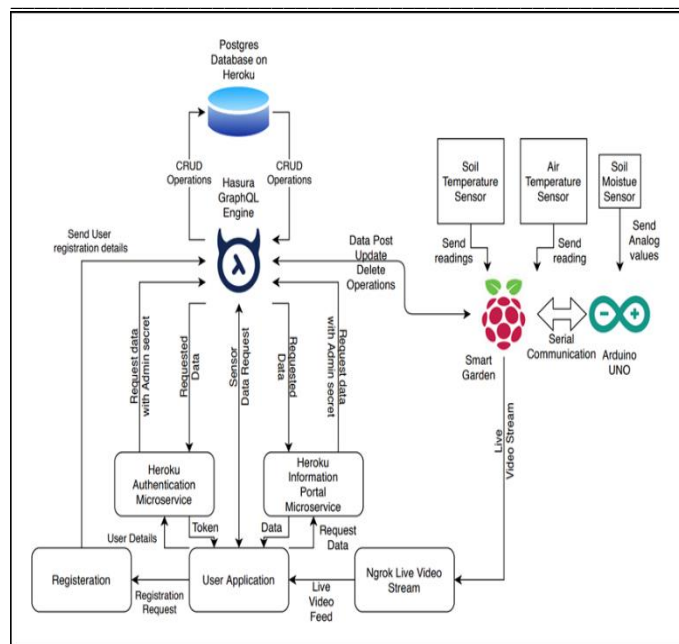 Postgres
Database on
Heroku
CRUD
Operations
CRUD
Operations
Hasura
GraphQL
Engine
Soil
Temperature
Sensor
Air
Temperature
Sensor
Soil
Moistue
Sensor
Send User
registration details
Data Post
Update
Delete
Operations
Send
readings
Send
reading
Send
Analog
values
Serial
Communication
Smart
Garden
Arduino
UNO
Request data
with Admin secret
Requested
Data
Sensor
Data Request
Requested
Data
Request data
with Admin secret
Live
Video Stream
Heroku
Authentication
Microservice
Heroku
Information
Portal
Microservice
User Details
Token
Data
Request
Data
Registeration
Registration
Request
User Application
Live
Video
Feed
Ngrok Live Video
Stream